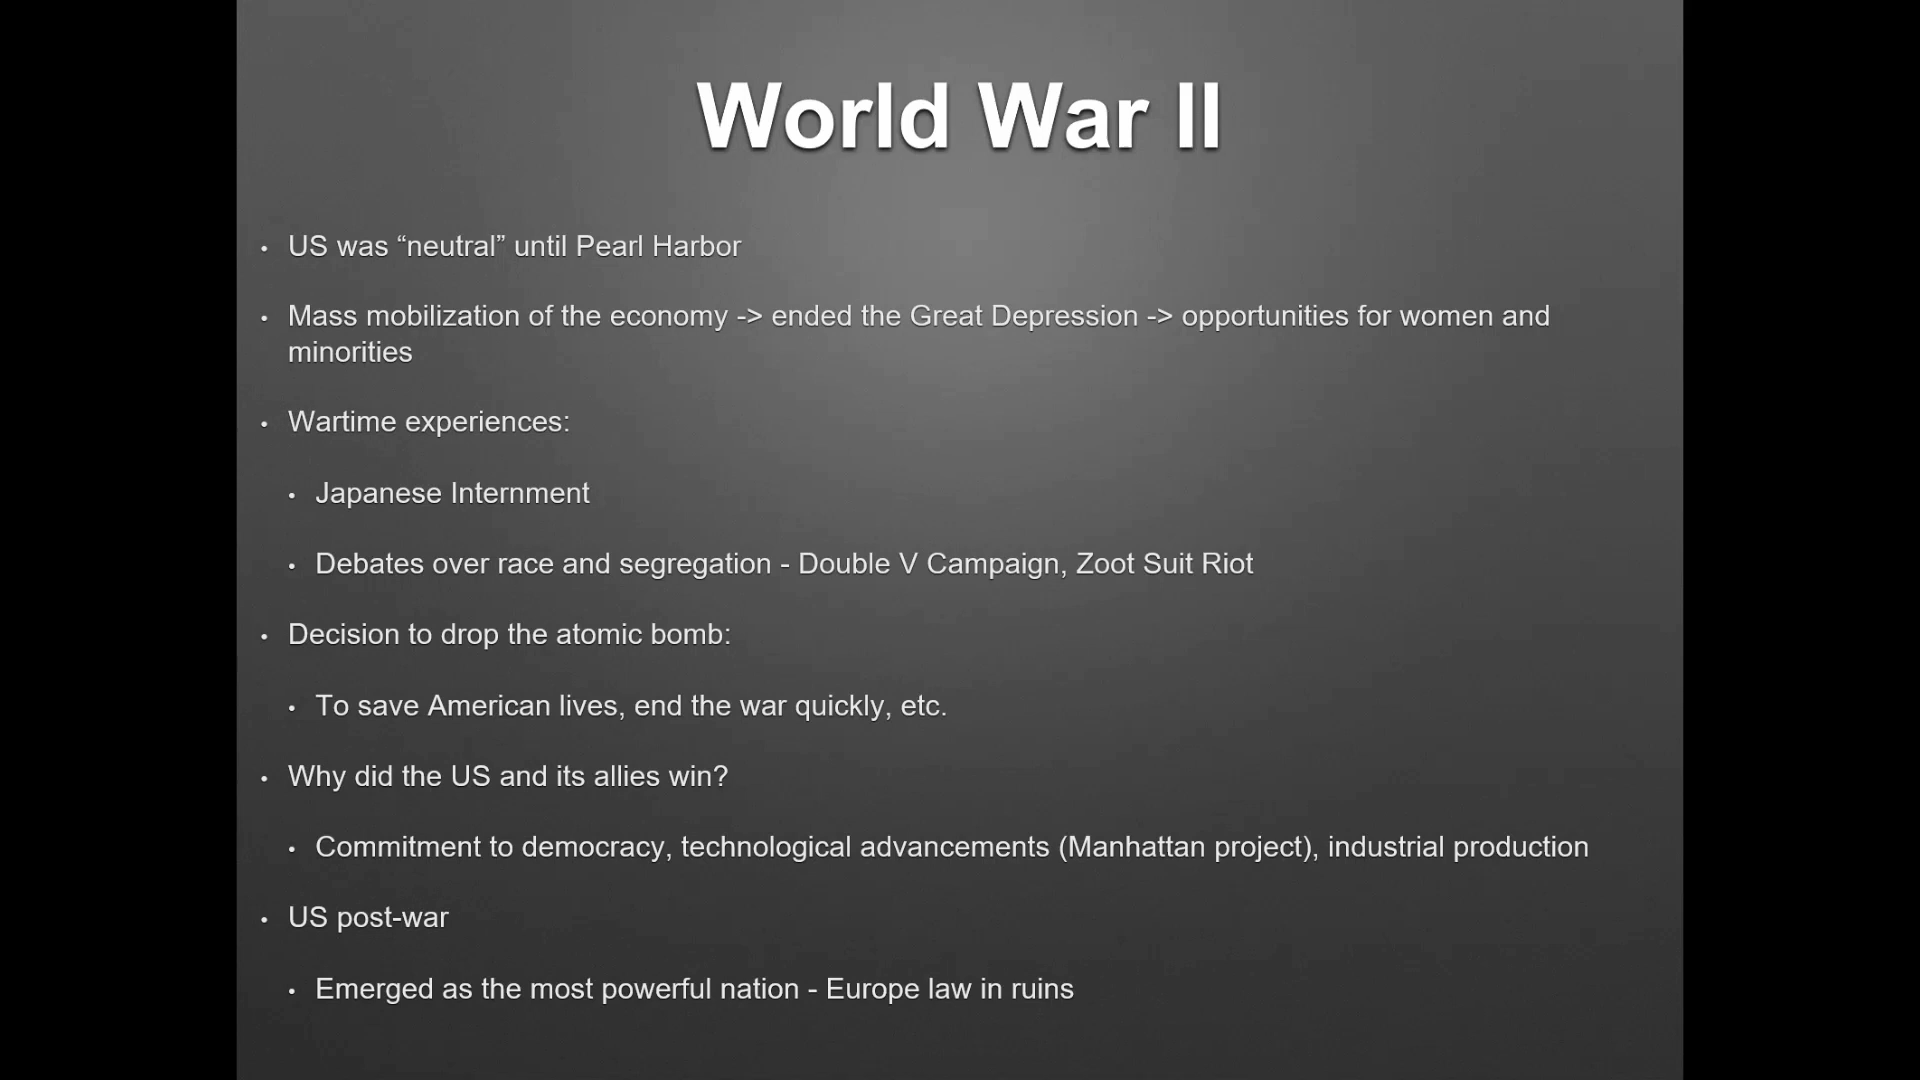 World War II
• US was “neutral” until Pearl Harbor
• Mass mobilization of the economy -> ended the Great Depression -> opportunities for women and
minorities
• Wartime experiences:
• Japanese Internment
• Debates over race and segregation - Double V Campaign, Zoot Suit Riot
• Decision to drop the atomic bomb:
• To save American lives, end the war quickly, etc.
• Why did the US and its allies win?
• Commitment to democracy, technological advancements (Manhattan project), industrial production
• US post-war
• Emerged as the most powerful nation - Europe law in ruins